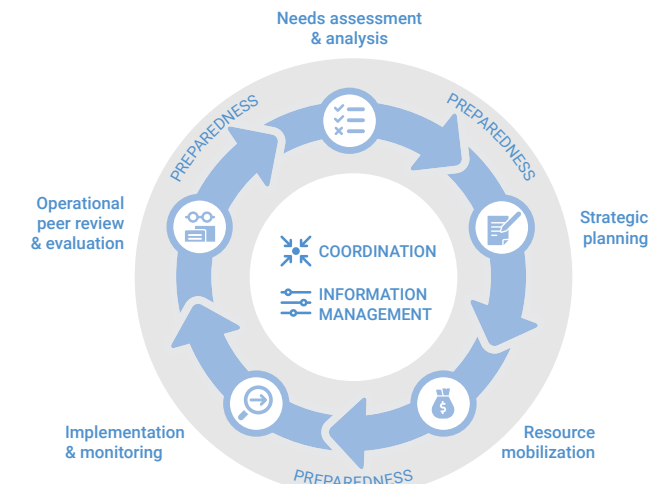 Needs assessment
& analysis
PREPAREDNESS
PREPAREDNESS
Operational
peer review
& evaluation
Strategic
planning
COORDINATION
INFORMATION
MANAGEMENT
Implementation
& monitoring
Resource
mobilization
PREPAREDNESS